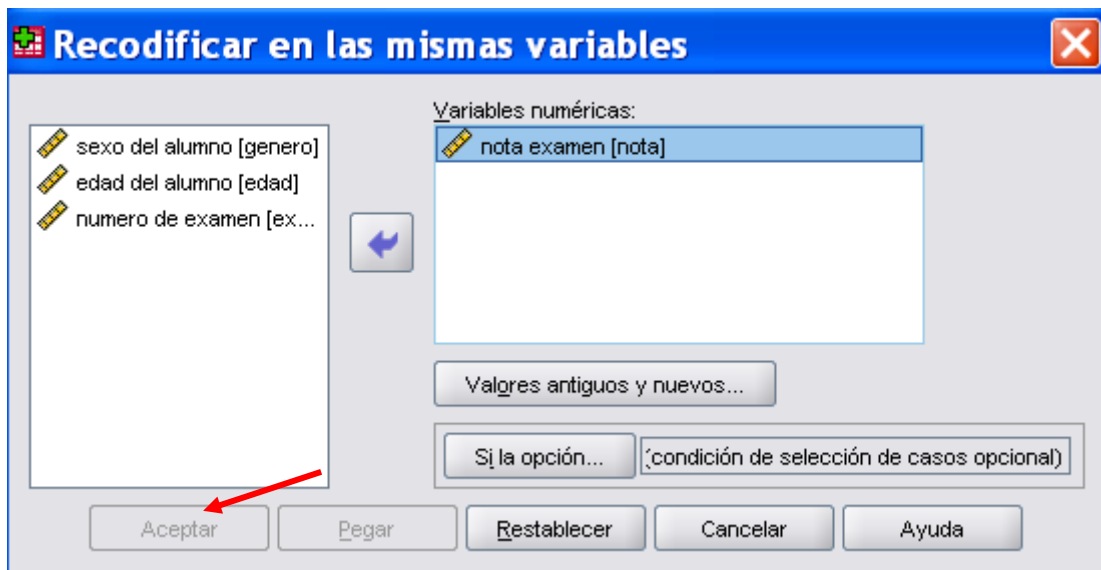 Recodificar en las mismas variables
Variables numéricas:
sexo del alumno [genero]
edad del alumno [edad]
numero de examen [ex...
nota examen [nota]
Valores antiguos y nuevos...
Si la opción...
(condición de selección de casos opcional)
Aceptar
Pegar
Restablecer
Cancelar
Ayuda